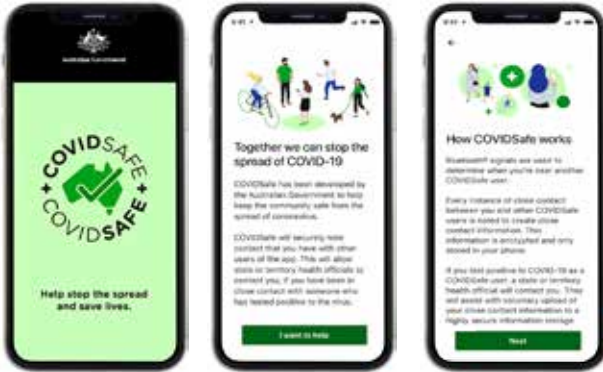 Australian Government
COVIDSAFE
COVIDSAFE
Help stop the spread
and save lives.
9:41
Together we can stop the
spread of COVID-19
COVIDSafe has been developed by
the Australian Government to help
keep the community safe from the
spread of coronavirus.
COVIDSafe will securely note
contact that you have with other
users of the app. This will allow
state or territory health officials to
contact you, if you have been in
close contact with someone who
has tested positive to the virus.
I want to help
9:41
How COVIDSafe works
Bluetooth® signals are used to
determine when you're near another
COVIDSafe user.
Every instance of close contact
between you and other COVIDSafe
users is noted to create close
contact information. This
information is encrypted and only
stored in your phone.
If you test positive to COVID-19 as a
COVIDSafe user, a state or territory
health official will contact you. They
will assist with voluntary upload of
your close contact information to a
highly secure information storage
Next